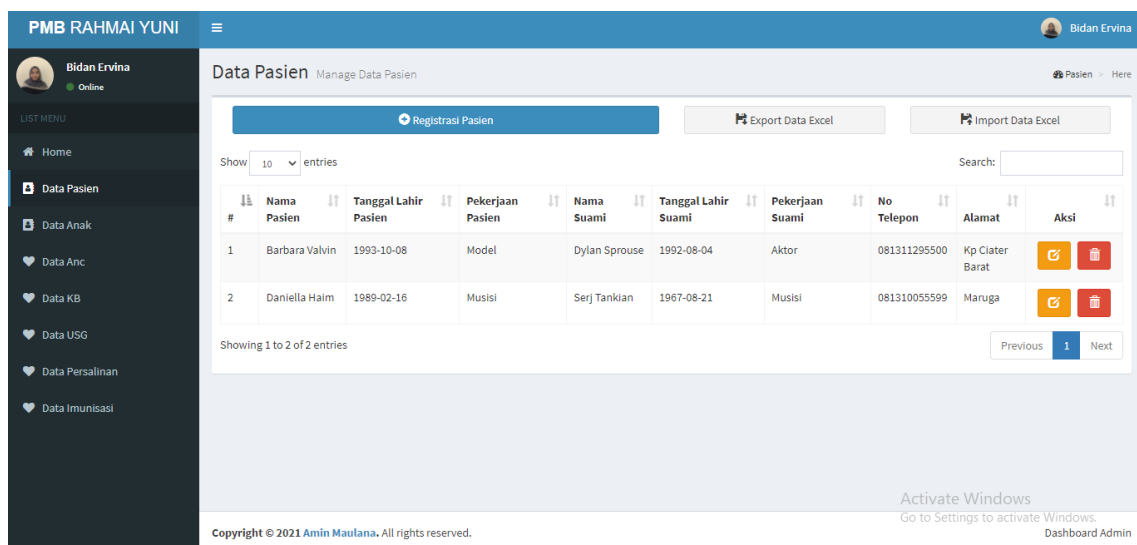 PMB RAHMAI YUNI
Bidan Ervina
Bidan Ervina
Online
LIST MENU
Home
Data Pasien
Data Anak
Data Anc
Data KB
Data USG
Data Persalinan
Data Imunisasi
Data Pasien Manage Data Pasien
Pasien > Here
Registrasi Pasien
Export Data Excel
Import Data Excel
Show 10 entries
Search:
# Nama Pasien Tanggal Lahir Pasien Pekerjaan Pasien Nama Suami Tanggal Lahir Suami Pekerjaan Suami No Telepon Alamat Aksi
1 Barbara Valvin 1993-10-08 Model Dylan Sprouse 1992-08-04 Aktor 081311295500 Kp Ciater Barat
2 Daniella Haim 1989-02-16 Musisi Serj Tankian 1967-08-21 Musisi 081310055599 Maruga
Showing 1 to 2 of 2 entries
Previous 1 Next
Activate Windows
Go to Settings to activate Windows.
Copyright © 2021 Amin Maulana. All rights reserved.
Dashboard Admin